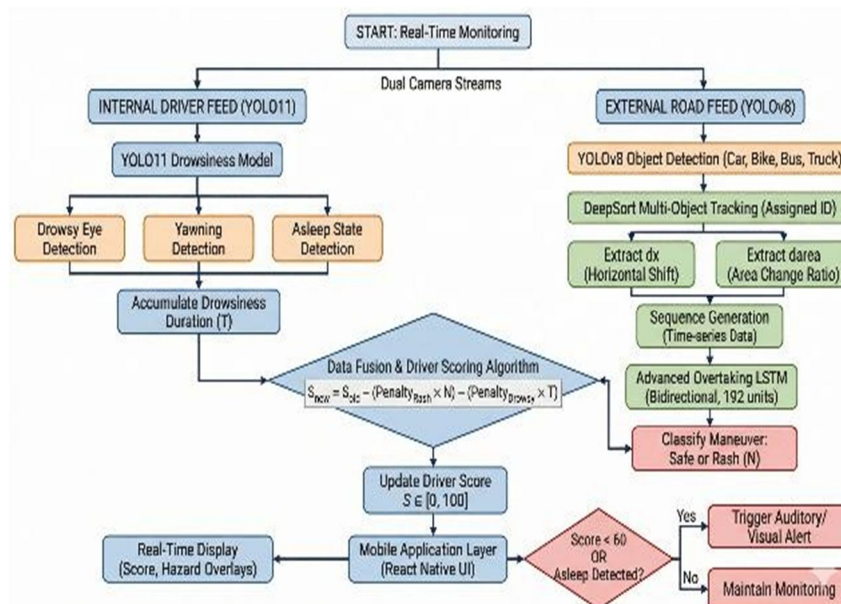 START: Real-Time Monitoring
Dual Camera Streams
INTERNAL DRIVER FEED (YOLO11)
EXTERNAL ROAD FEED (YOLOv8)
YOLO11 Drowsiness Model
YOLOv8 Object Detection (Car, Bike, Bus, Truck)
DeepSort Multi-Object Tracking (Assigned ID)
Drowsy Eye
Detection
Yawning
Detection
Asleep State
Detection
Extract dx
(Horizontal Shift)
Extract darea
(Area Change Ratio)
Accumulate Drowsiness
Duration (T)
Sequence Generation
(Time-series Data)
Data Fusion & Driver Scoring Algorithm
S_new = S_old − (Penalty_Rash × N) − (Penalty_Drowsy × T)
Advanced Overtaking LSTM
(Bidirectional, 192 units)
Classify Maneuver:
Safe or Rash (N)
Update Driver Score
S ∈ [0, 100]
Real-Time Display
(Score, Hazard Overlays)
Mobile Application Layer
(React Native UI)
Score < 60
OR
Asleep Detected?
Yes
Trigger Auditory/
Visual Alert
No
Maintain Monitoring